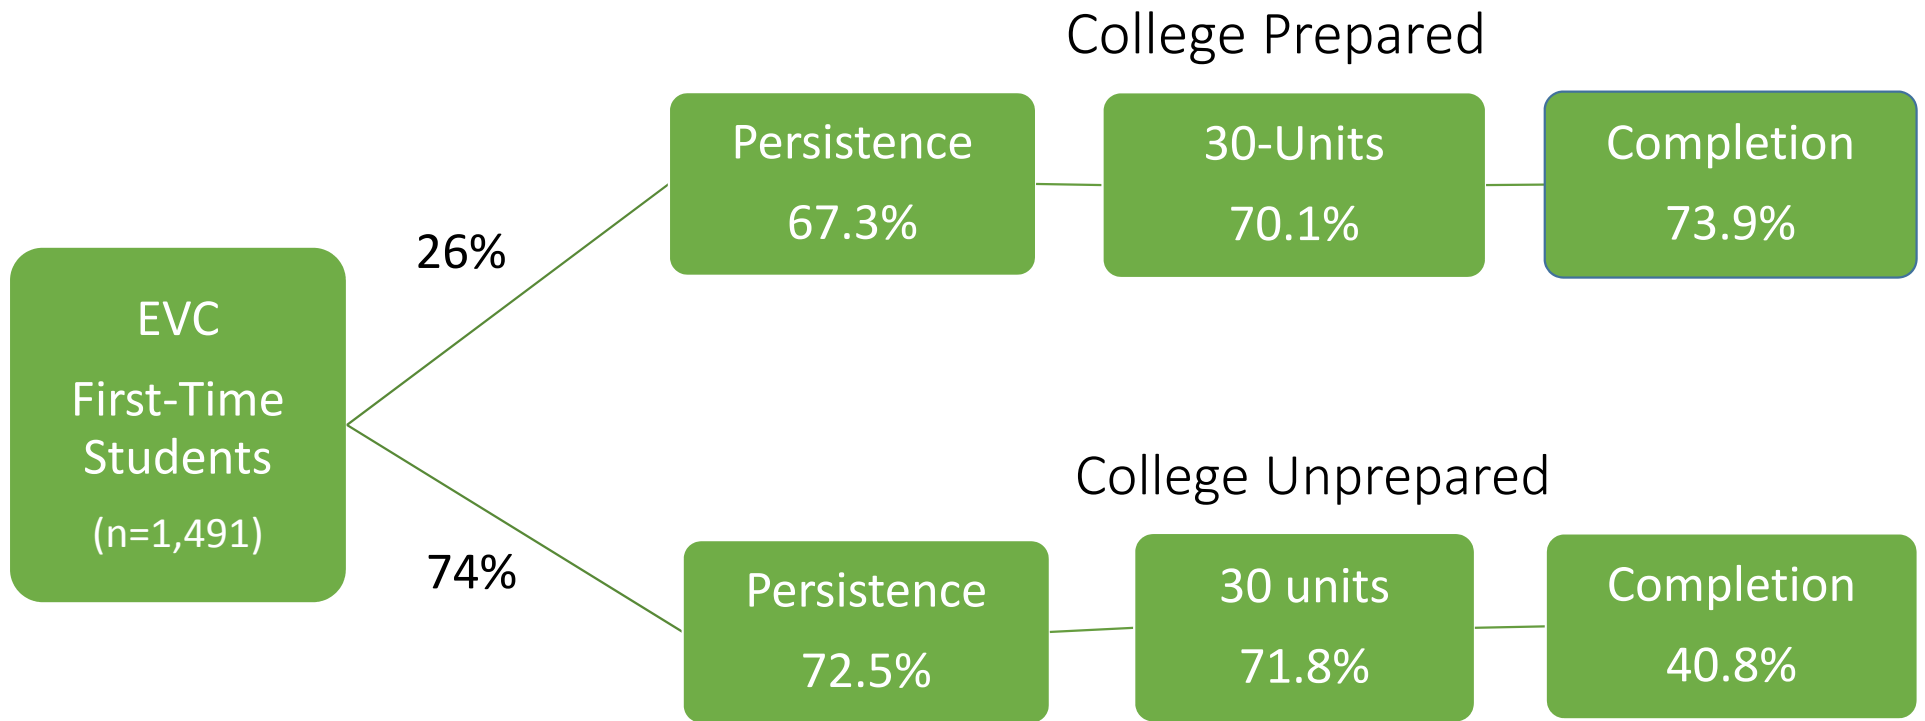 EVC
First-Time
Students
(n=1,491)
26%
74%
College Prepared
Persistence
67.3%
30-Units
70.1%
Completion
73.9%
College Unprepared
Persistence
72.5%
30 units
71.8%
Completion
40.8%